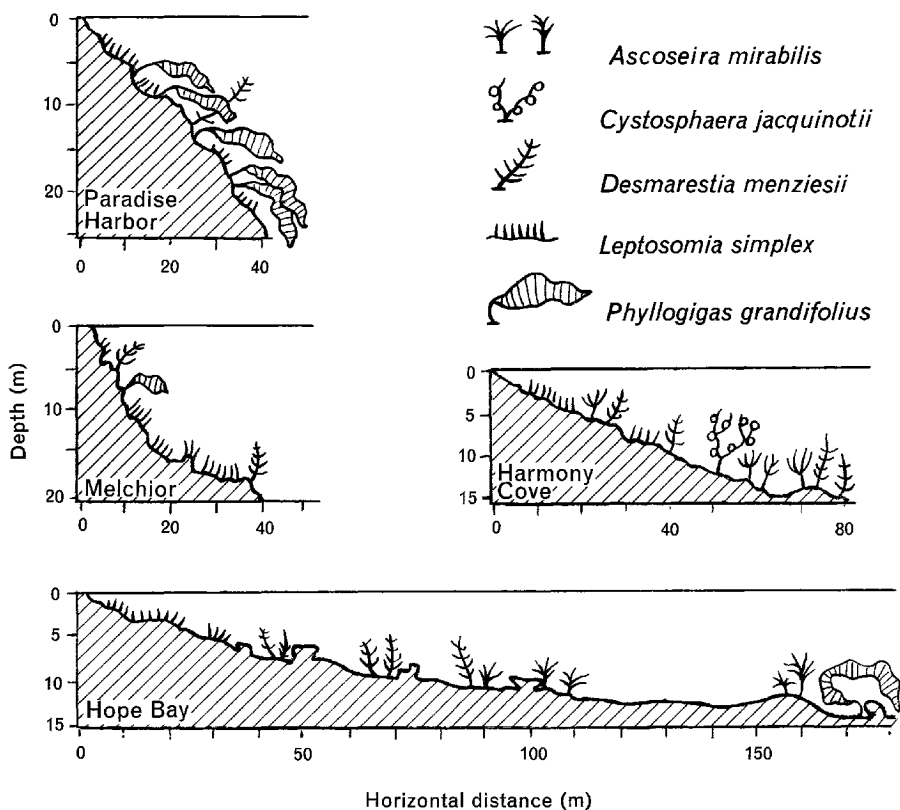 0
10
20
Paradise
Harbor
0 20 40
Ascoseira mirabilis
Cystosphaera jacquinotii
Desmarestia menziesii
Leptosomia simplex
Phyllogigas grandifolius
Depth (m)
0
10
20
Melchior
0 20 40
0
5
10
15
Harmony
Cove
0 40 80
0
5
10
15
Hope Bay
0 50 100 150
Horizontal distance (m)